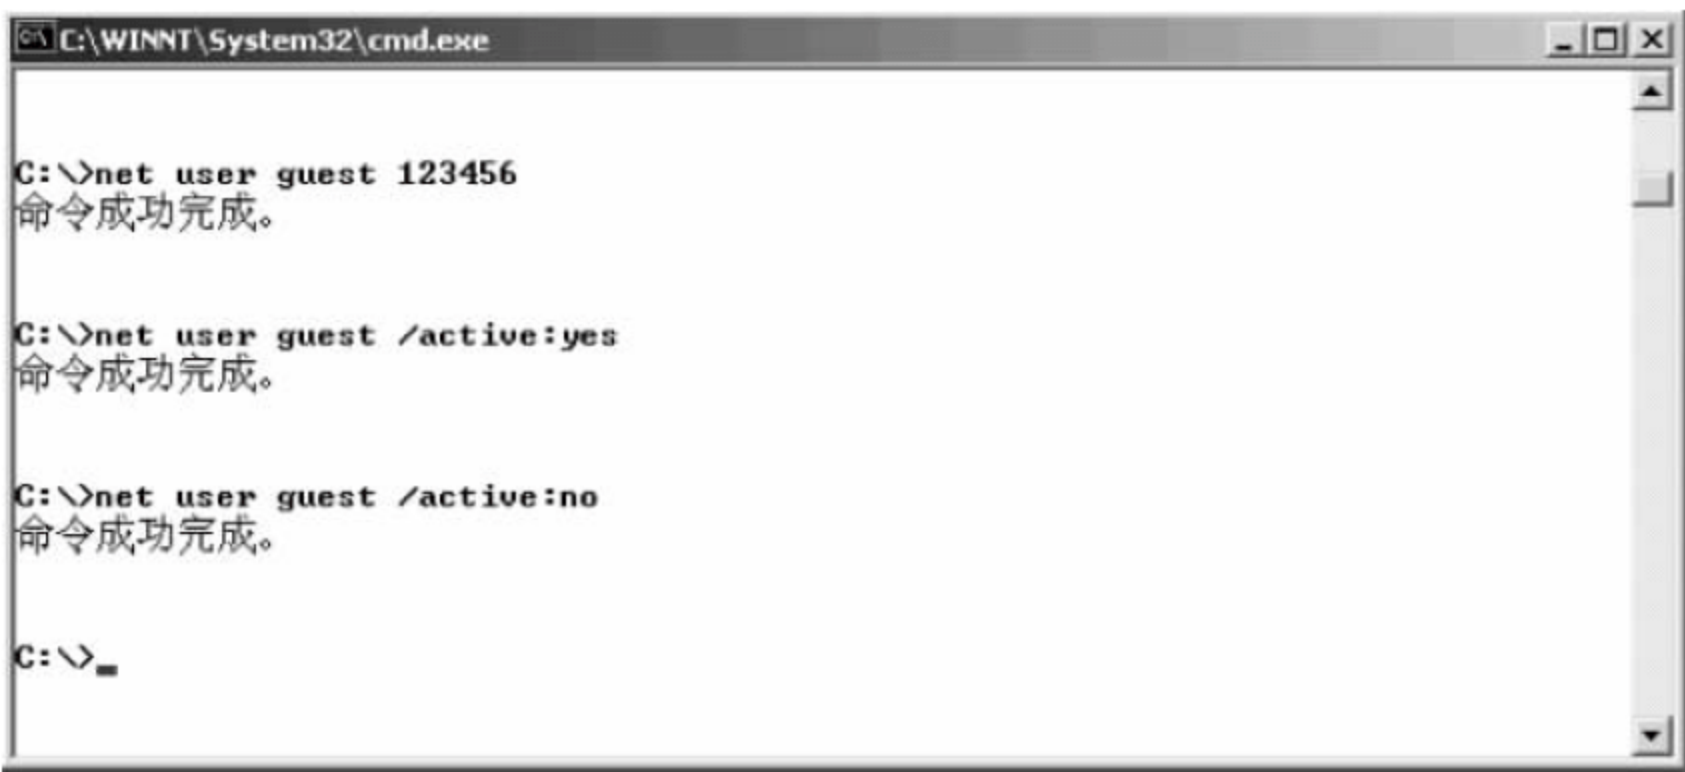 C:\WINNT\System32\cmd.exe
C:\>net user guest 123456
命令成功完成。
C:\>net user guest /active:yes
命令成功完成。
C:\>net user guest /active:no
命令成功完成。
C:\>_